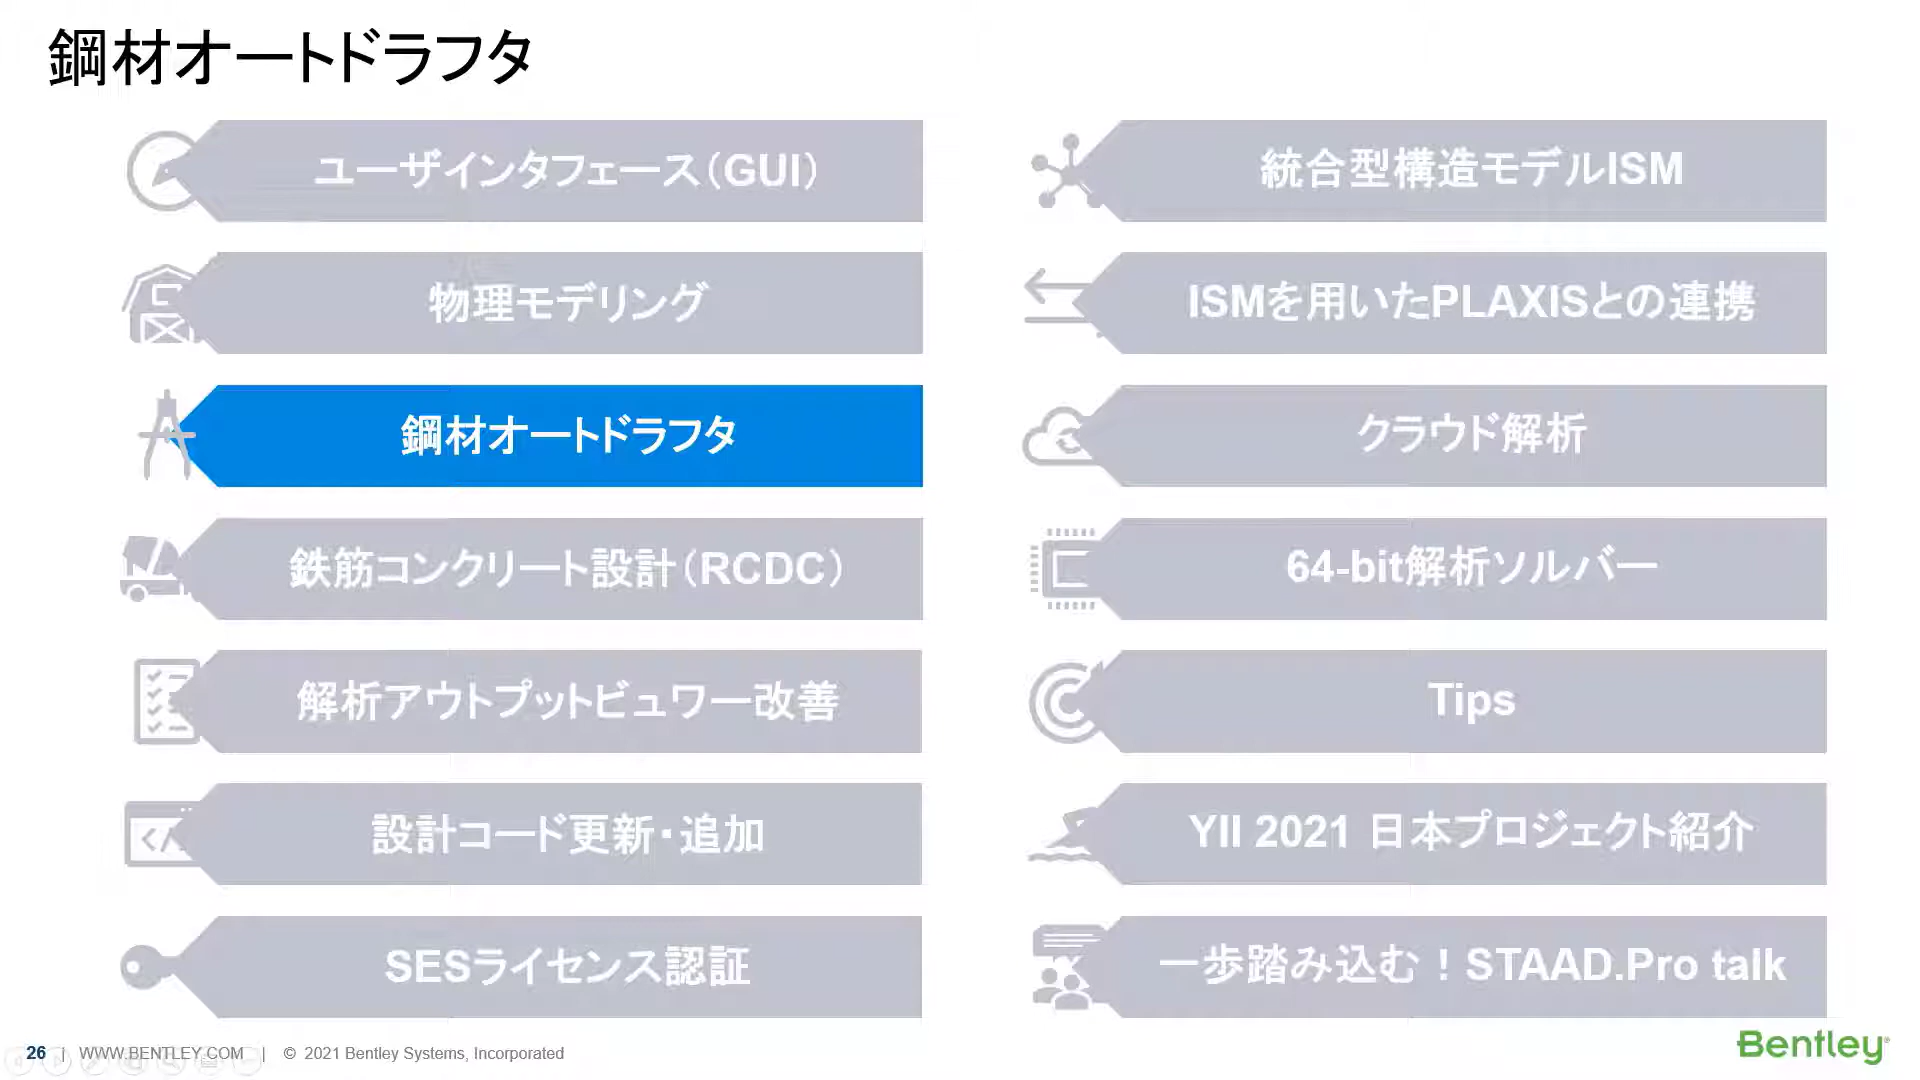 鋼材オートドラフタ
ユーザインタフェース（GUI）
物理モデリング
鋼材オートドラフタ
鉄筋コンクリート設計（RCDC）
解析アウトプットビュワー改善
設計コード更新・追加
SESライセンス認証
統合型構造モデルISM
ISMを用いたPLAXISとの連携
クラウド解析
64-bit解析ソルバー
Tips
YII 2021 日本プロジェクト紹介
一歩踏み込む！STAAD.Pro talk
26 | WWW.BENTLEY.COM | © 2021 Bentley Systems, Incorporated
Bentley®